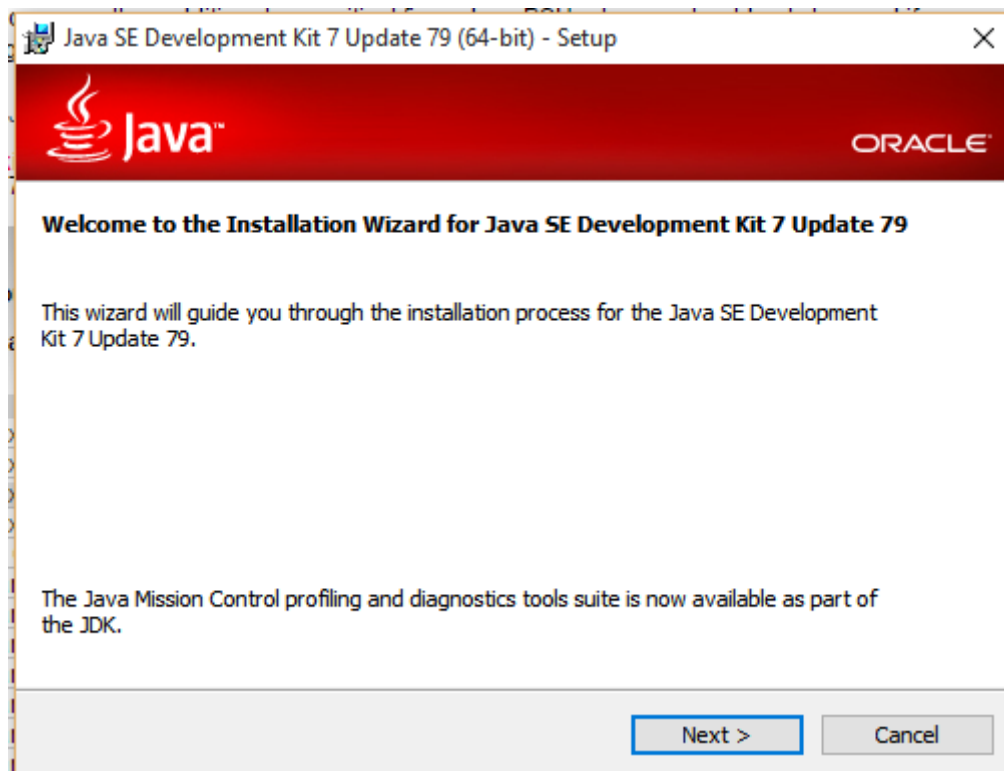 Java SE Development Kit 7 Update 79 (64-bit) - Setup
Java™
ORACLE
Welcome to the Installation Wizard for Java SE Development Kit 7 Update 79
This wizard will guide you through the installation process for the Java SE Development
Kit 7 Update 79.
The Java Mission Control profiling and diagnostics tools suite is now available as part of
the JDK.
Next >
Cancel